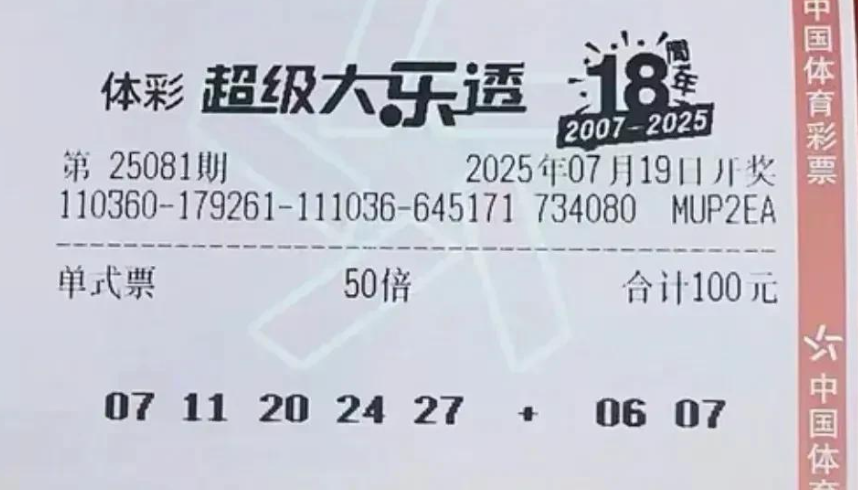 体彩 超级大乐透 18周年
2007-2025
第 25081期 2025年07月19日开奖
110360-179261-111036-645171 734080 MUP2EA
单式票 50倍 合计100元
07 11 20 24 27 + 06 07
中国体育彩票
中国体育